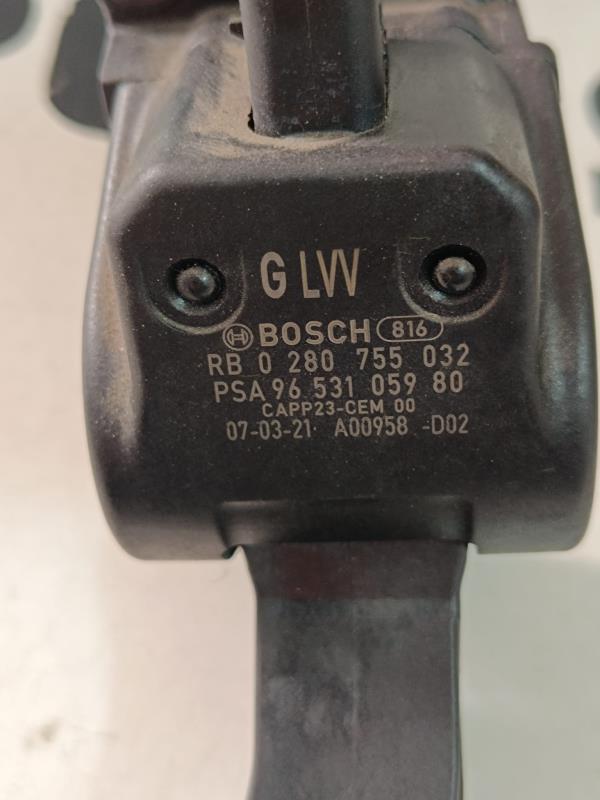 G LW
BOSCH 816
RB 0 280 755 032
PSA 96 531 059 80
CAPP23-CEM 00
07-03-21 A00958 -D02